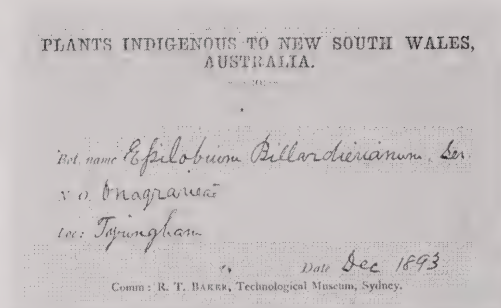 PLANTS INDIGENOUS TO NEW SOUTH WALES,
AUSTRALIA.
Bot. name Epilobium Billardierianum, Ser
N O. Onagrarieae
Loc: Tyringham
Date Dec 1893
Comm: R. T. BAKER, Technological Museum, Sydney.